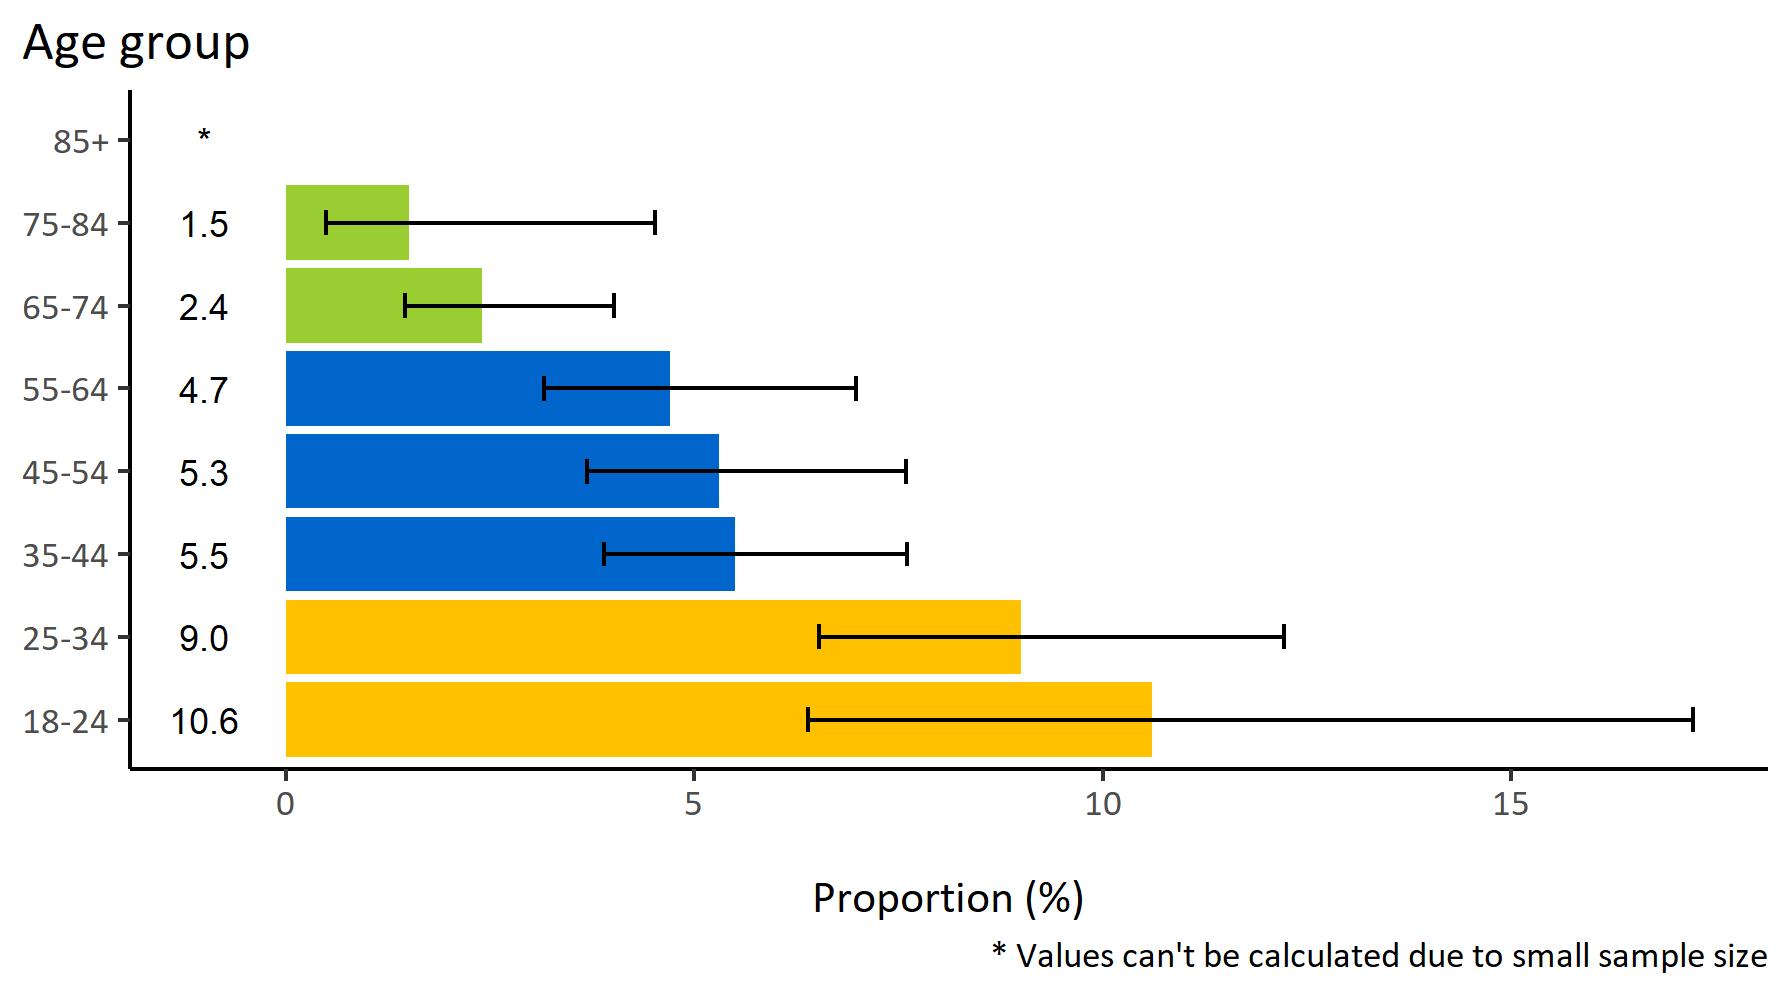 Age group
85+ *
75-84 1.5
65-74 2.4
55-64 4.7
45-54 5.3
35-44 5.5
25-34 9.0
18-24 10.6
0 5 10 15
Proportion (%)
* Values can't be calculated due to small sample size